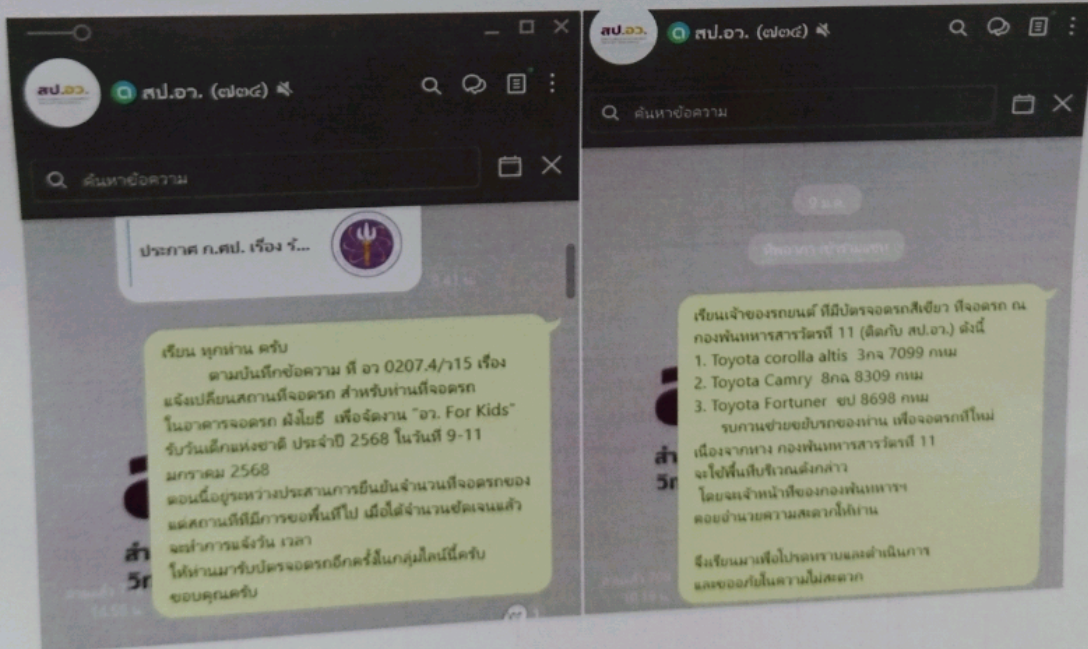 สป.อว.
สป.อว. (๗๓๔)
ค้นหาข้อความ
ประกาศ ก.ศป. เรื่อง ร้...
เรียน ทุกท่าน ครับ
ตามบันทึกข้อความ ที่ อว 0207.4/ว15 เรื่อง
แจ้งเปลี่ยนสถานที่จอดรถ สำหรับท่านที่จอดรถ
ในอาคารจอดรถ ฝั่งโยธี เพื่อจัดงาน "อว. For Kids"
รับวันเด็กแห่งชาติ ประจำปี 2568 ในวันที่ 9-11
มกราคม 2568
ตอนนี้อยู่ระหว่างประสานการยืนยันจำนวนที่จอดรถของ
แต่สถานที่ที่มีการขอพื้นที่ไป เมื่อได้จำนวนชัดเจนแล้ว
จะทำการแจ้งวัน เวลา
ให้ท่านมารับบัตรจอดรถอีกครั้งในกลุ่มไลน์นี้ครับ
ขอบคุณครับ
สำ
วิท
สป.อว.
สป.อว. (๗๓๔)
ค้นหาข้อความ
9 ม.ค.
เรียนเจ้าของรถยนต์ ที่มีบัตรจอดรถสีเขียว ที่จอดรถ ณ
กองพันทหารสารวัตรที่ 11 (ติดกับ สป.อว.) ดังนี้
1. Toyota corolla altis 3กจ 7099 กทม
2. Toyota Camry 8กฉ 8309 กทม
3. Toyota Fortuner ขป 8698 กทม
รบกวนช่วยขยับรถของท่าน เพื่อจอดรถที่ใหม่
เนื่องจากทาง กองพันทหารสารวัตรที่ 11
จะใช้พื้นที่บริเวณดังกล่าว
โดยจะเจ้าหน้าที่ของกองพันทหารฯ
คอยอำนวยความสะดวกให้ท่าน
จึงเรียนมาเพื่อโปรดทราบและดำเนินการ
และขออภัยในความไม่สะดวก
สำ
วิท